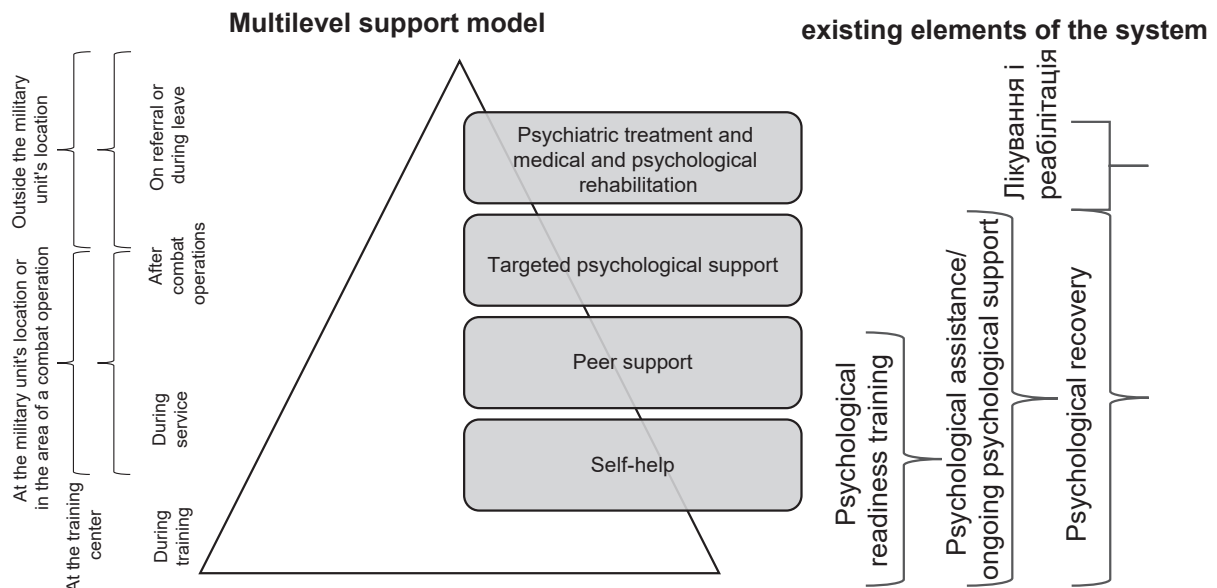 Multilevel support model
existing elements of the system
Outside the military
unit's location
On referral or
during leave
At the military unit's location or
in the area of a combat operation
After
combat
operations
During
service
At the training
center
During
training
Psychiatric treatment and
medical and psychological
rehabilitation
Targeted psychological support
Peer support
Self-help
Psychological
readiness training
Psychological assistance/
ongoing psychological support
Лікування і
реабілітація
Psychological recovery